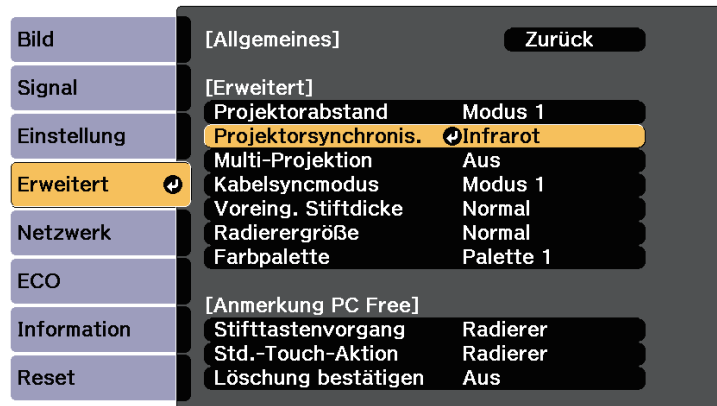 Bild
Signal
Einstellung
Erweitert
Netzwerk
ECO
Information
Reset
[Allgemeines] Zurück
[Erweitert]
Projektorabstand Modus 1
Projektorsynchronis. Infrarot
Multi-Projektion Aus
Kabelsyncmodus Modus 1
Voreing. Stiftdicke Normal
Radierergröße Normal
Farbpalette Palette 1
[Anmerkung PC Free]
Stifttastenvorgang Radierer
Std.-Touch-Aktion Radierer
Löschung bestätigen Aus